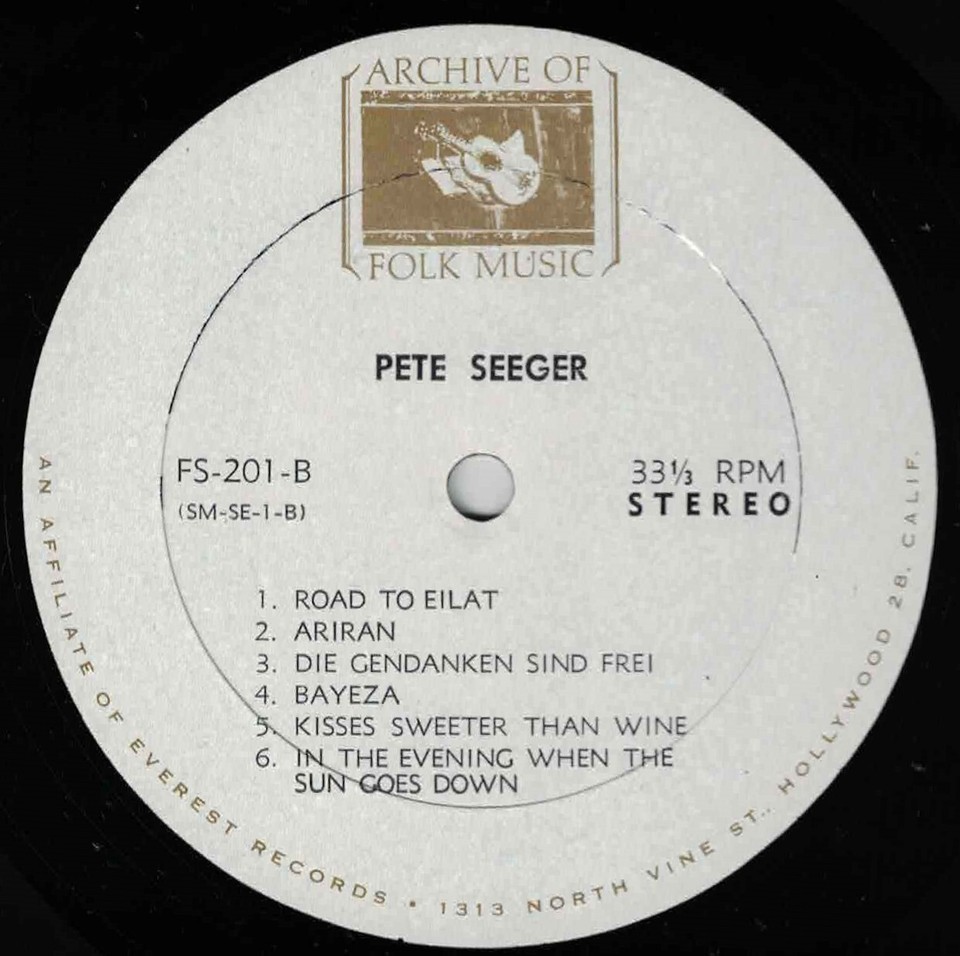 ARCHIVE OF
FOLK MUSIC
PETE SEEGER
FS-201-B
33⅓ RPM
(SM-SE-1-B)
STEREO
1. ROAD TO EILAT
2. ARIRAN
3. DIE GENDANKEN SIND FREI
4. BAYEZA
5. KISSES SWEETER THAN WINE
6. IN THE EVENING WHEN THE
SUN GOES DOWN
AN AFFILIATE OF EVEREST RECORDS • 1313 NORTH VINE ST., HOLLYWOOD 28, CALIF.